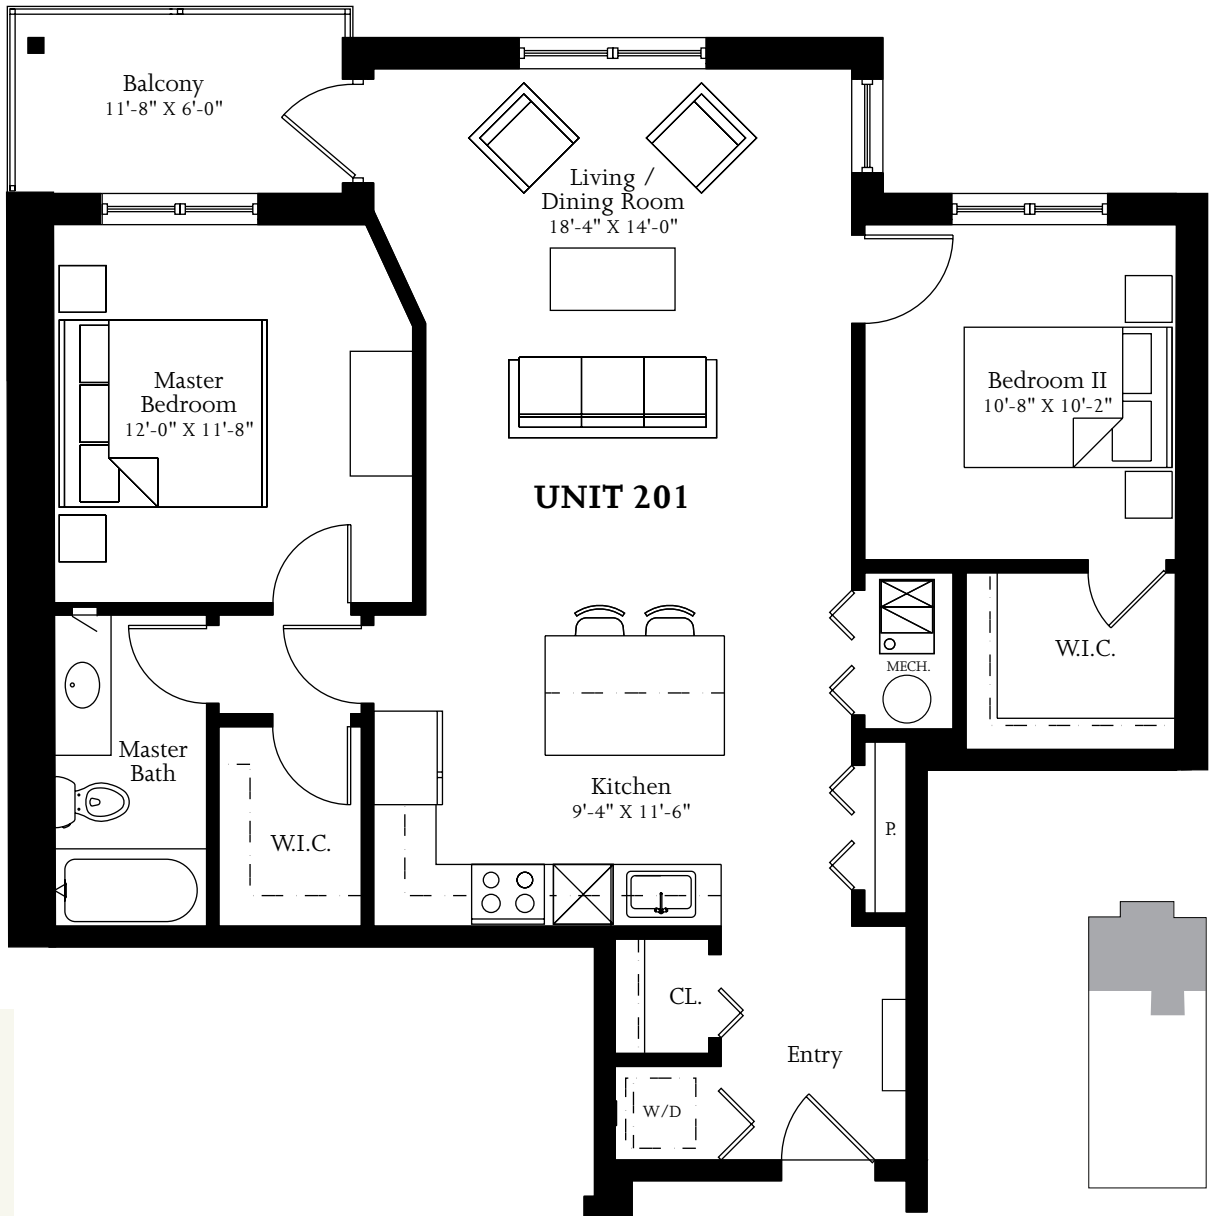 Balcony
11'-8" X 6'-0"
Living /
Dining Room
18'-4" X 14'-0"
Master
Bedroom
12'-0" X 11'-8"
Bedroom II
10'-8" X 10'-2"
UNIT 201
W.I.C.
MECH.
Master
Bath
Kitchen
9'-4" X 11'-6"
W.I.C.
P.
CL.
Entry
W/D